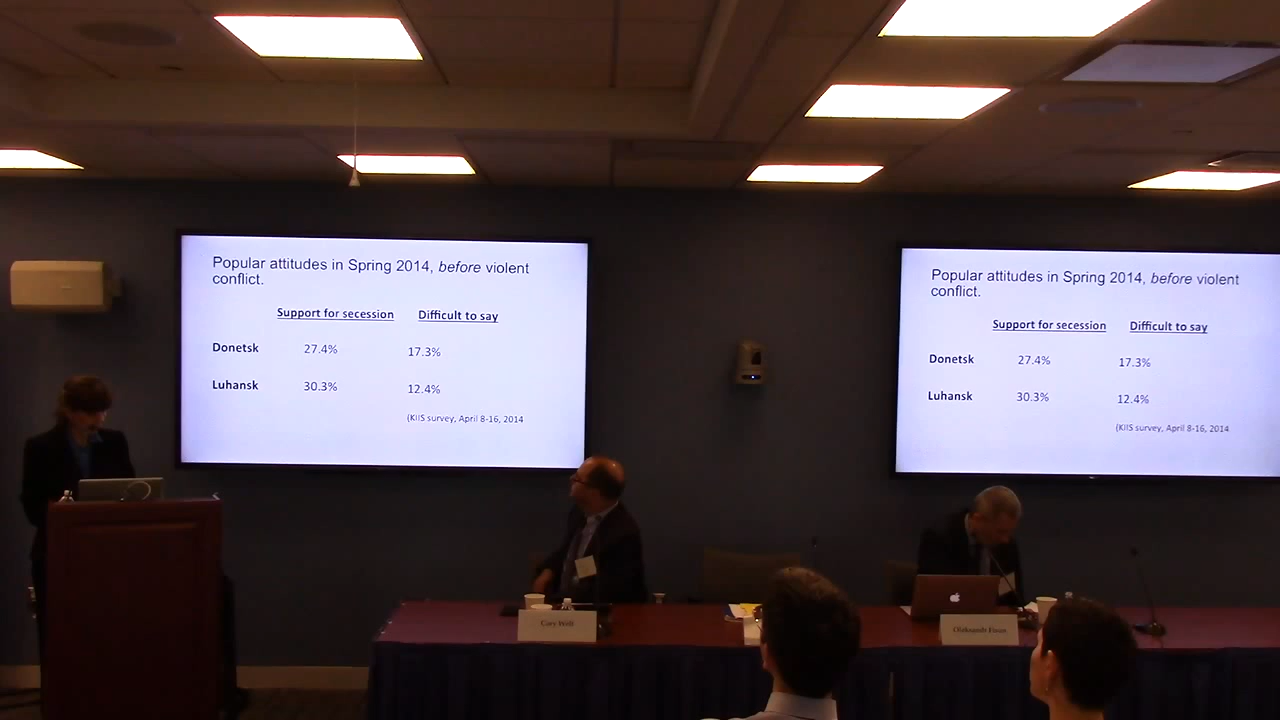 Popular attitudes in Spring 2014, before violent
conflict.
Support for secession Difficult to say
Donetsk 27.4% 17.3%
Luhansk 30.3% 12.4%
(KIIS survey, April 8-16, 2014
Popular attitudes in Spring 2014, before violent
conflict.
Support for secession Difficult to say
Donetsk 27.4% 17.3%
Luhansk 30.3% 12.4%
(KIIS survey, April 8-16, 2014
Cory Welt
Oleksandr